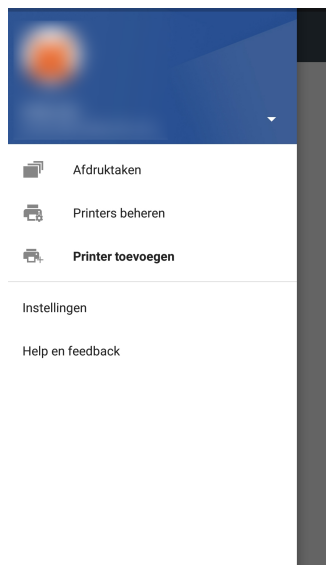 Afdruktaken
Printers beheren
Printer toevoegen
Instellingen
Help en feedback